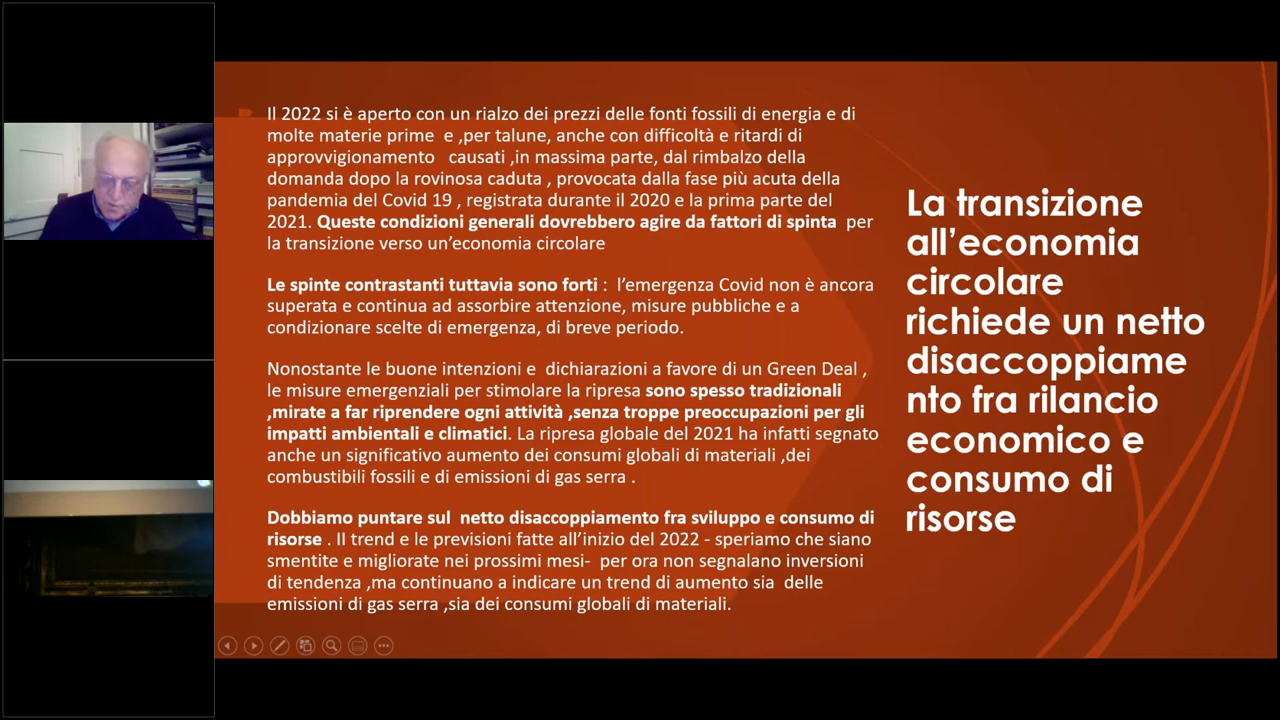 Il 2022 si è aperto con un rialzo dei prezzi delle fonti fossili di energia e di
molte materie prime e ,per talune, anche con difficoltà e ritardi di
approvvigionamento causati ,in massima parte, dal rimbalzo della
domanda dopo la rovinosa caduta , provocata dalla fase più acuta della
pandemia del Covid 19 , registrata durante il 2020 e la prima parte del
2021. Queste condizioni generali dovrebbero agire da fattori di spinta per
la transizione verso un’economia circolare
Le spinte contrastanti tuttavia sono forti : l’emergenza Covid non è ancora
superata e continua ad assorbire attenzione, misure pubbliche e a
condizionare scelte di emergenza, di breve periodo.
Nonostante le buone intenzioni e dichiarazioni a favore di un Green Deal ,
le misure emergenziali per stimolare la ripresa sono spesso tradizionali
,mirate a far riprendere ogni attività ,senza troppe preoccupazioni per gli
impatti ambientali e climatici. La ripresa globale del 2021 ha infatti segnato
anche un significativo aumento dei consumi globali di materiali ,dei
combustibili fossili e di emissioni di gas serra .
Dobbiamo puntare sul netto disaccoppiamento fra sviluppo e consumo di
risorse . Il trend e le previsioni fatte all’inizio del 2022 - speriamo che siano
smentite e migliorate nei prossimi mesi- per ora non segnalano inversioni
di tendenza ,ma continuano a indicare un trend di aumento sia delle
emissioni di gas serra ,sia dei consumi globali di materiali.
La transizione
all’economia
circolare
richiede un netto
disaccoppiame
nto fra rilancio
economico e
consumo di
risorse